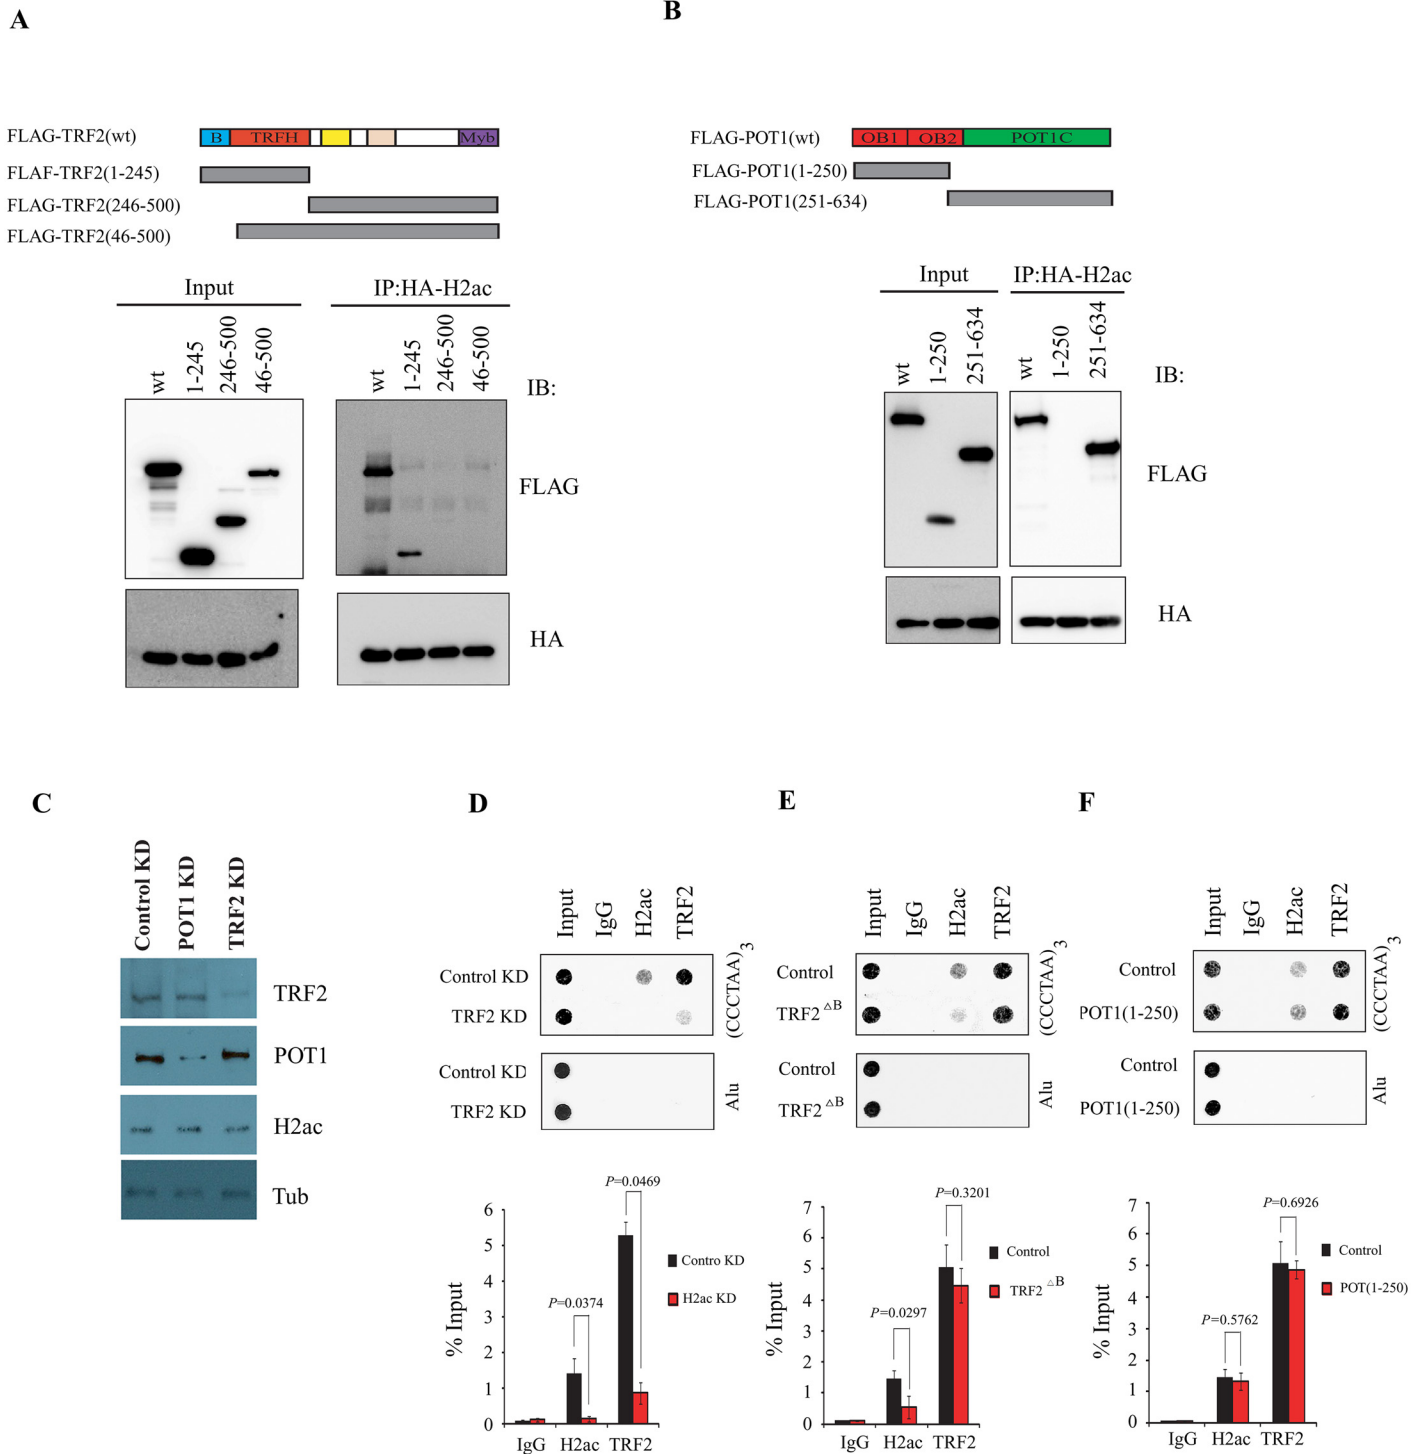 A
FLAG-TRF2(wt)
B TRFH Myb
FLAF-TRF2(1-245)
FLAG-TRF2(246-500)
FLAG-TRF2(46-500)
Input
IP:HA-H2ac
wt 1-245 246-500 46-500
wt 1-245 246-500 46-500
IB:
FLAG
HA
B
FLAG-POT1(wt)
OB1 OB2 POT1C
FLAG-POT1(1-250)
FLAG-POT1(251-634)
Input
IP:HA-H2ac
wt 1-250 251-634
wt 1-250 251-634
IB:
FLAG
HA
C
Control KD
POT1 KD
TRF2 KD
TRF2
POT1
H2ac
Tub
D
Input IgG H2ac TRF2
Control KD
TRF2 KD
(CCCTAA)3
Control KD
TRF2 KD
Alu
P=0.0469
P=0.0374
% Input
6
5
4
3
2
1
0
IgG H2ac TRF2
Contro KD
H2ac KD
E
Input IgG H2ac TRF2
Control
TRF2 △B
(CCCTAA)3
Control
TRF2 △B
Alu
P=0.3201
P=0.0297
% Input
7
6
5
4
3
2
1
0
IgG H2ac TRF2
Control
TRF2 △B
F
Input IgG H2ac TRF2
Control
POT1(1-250)
(CCCTAA)3
Control
POT1(1-250)
Alu
P=0.6926
P=0.5762
% Input
7
6
5
4
3
2
1
0
IgG H2ac TRF2
Control
POT(1-250)